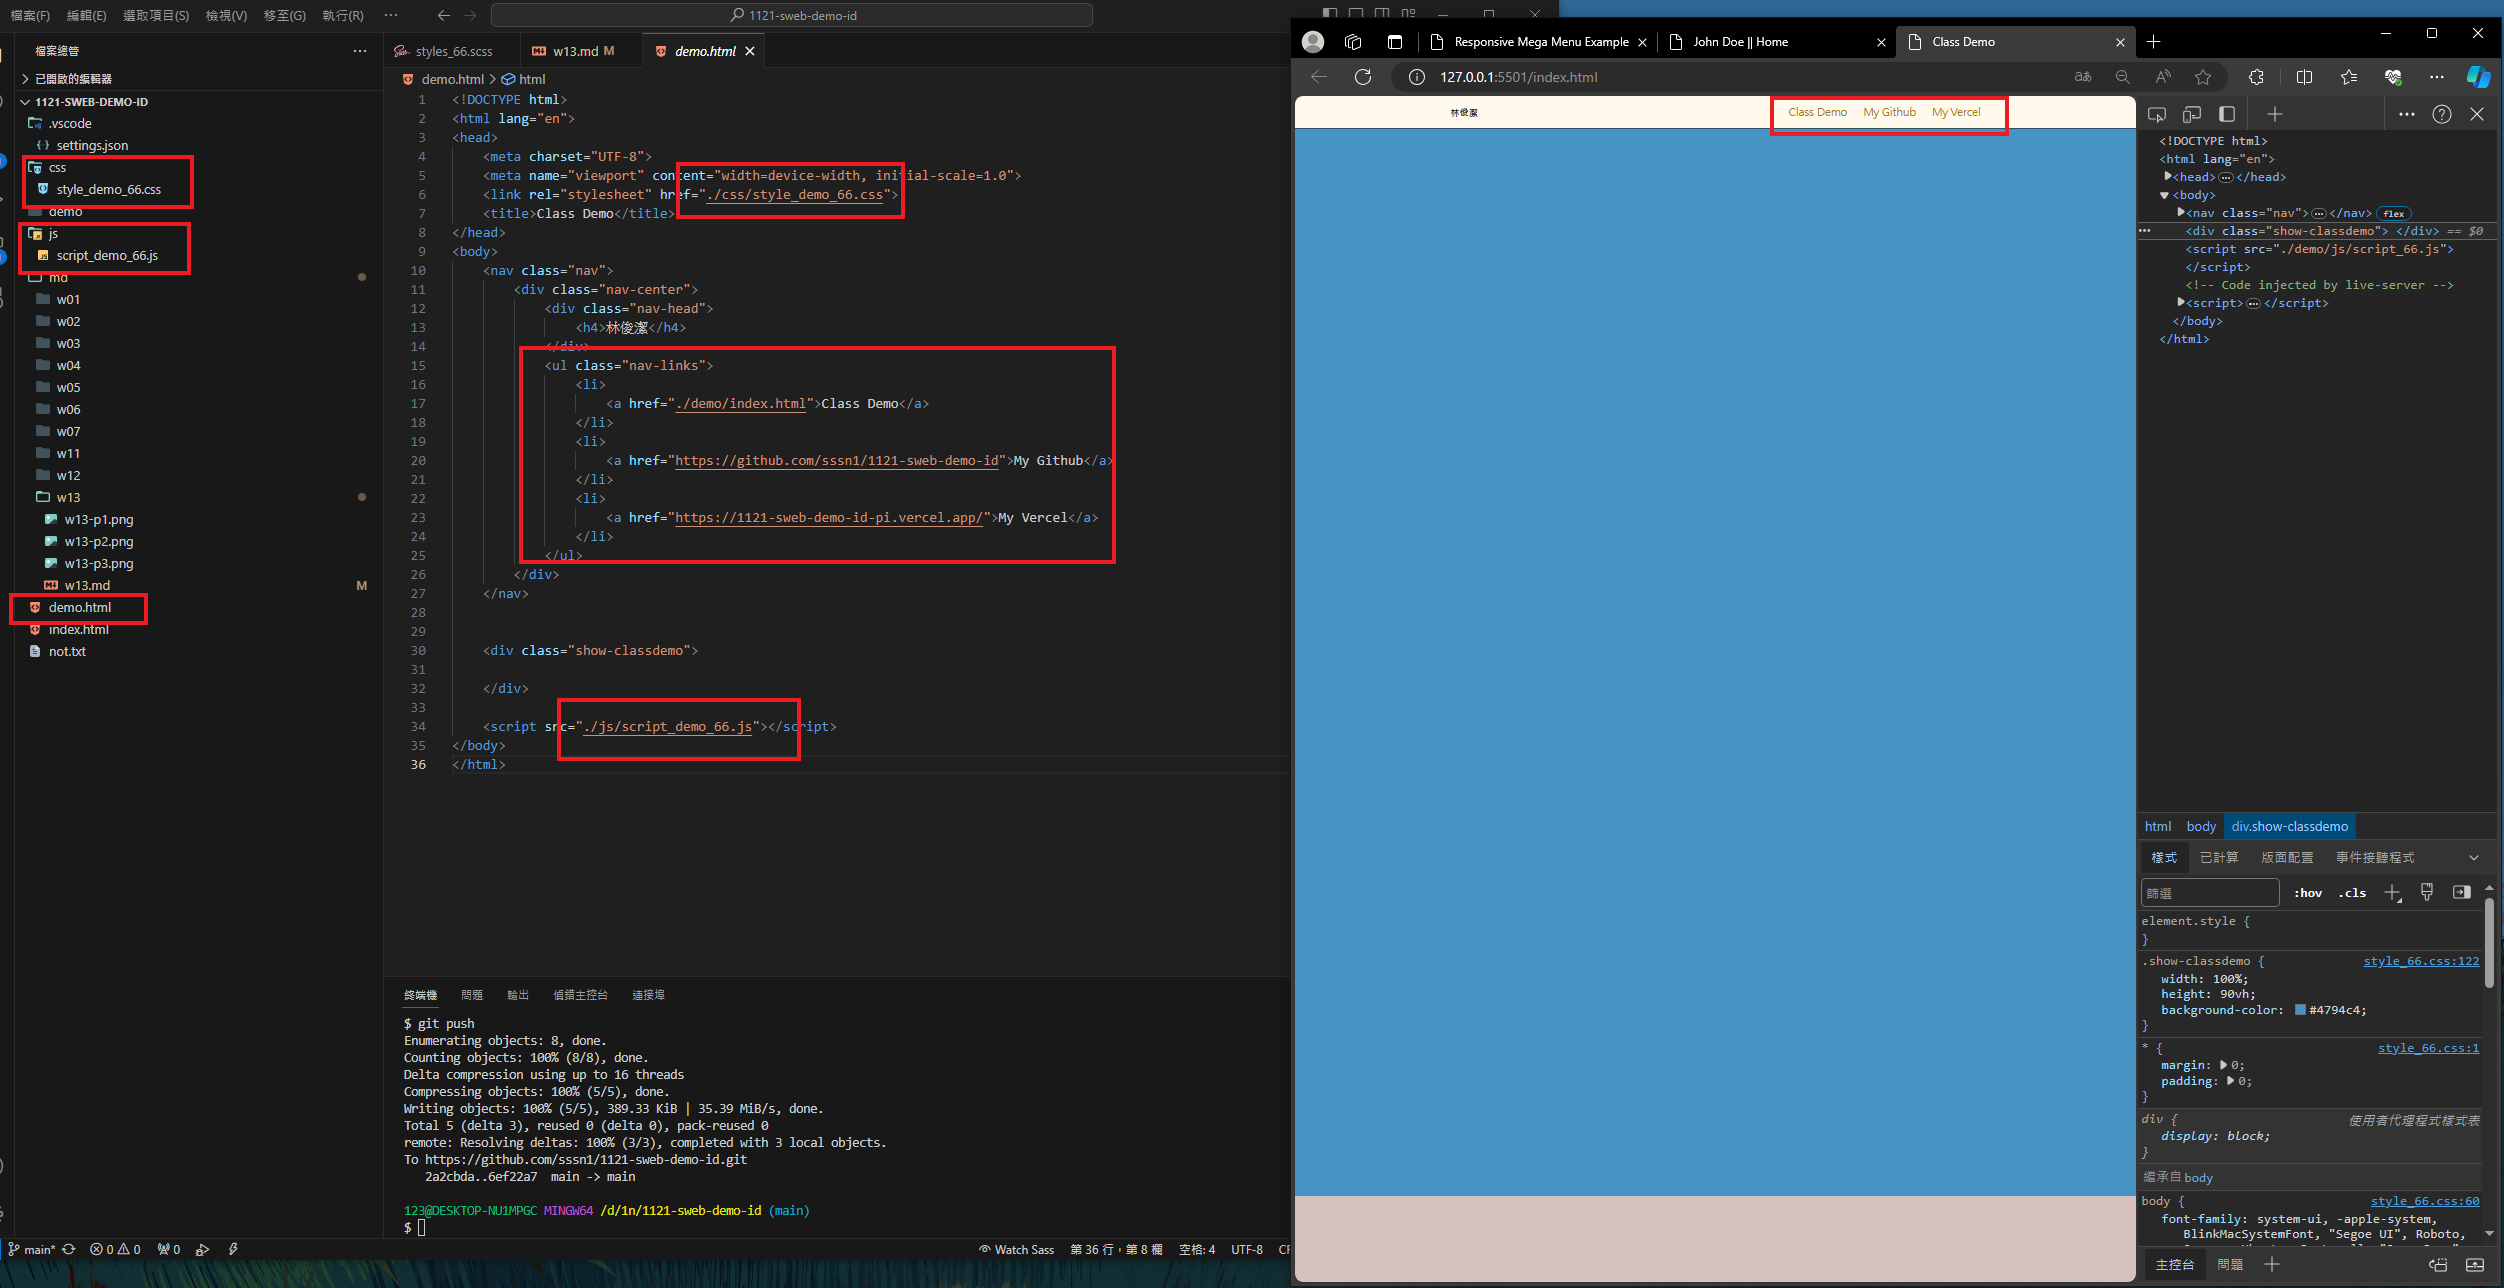 檔案(F) 編輯(E) 選取項目(S) 檢視(V) 移至(G) 執行(R) ···
1121-sweb-demo-id
檔案總管
已開啟的編輯器
1121-SWEB-DEMO-ID
.vscode
settings.json
css
style_demo_66.css
demo
js
script_demo_66.js
md
w01
w02
w03
w04
w05
w06
w07
w11
w12
w13
w13-p1.png
w13-p2.png
w13-p3.png
w13.md M
demo.html
index.html
not.txt
styles_66.scss
w13.md M
demo.html
demo.html > html
1 <!DOCTYPE html>
2 <html lang="en">
3 <head>
4 <meta charset="UTF-8">
5 <meta name="viewport" content="width=device-width, initial-scale=1.0">
6 <link rel="stylesheet" href="./css/style_demo_66.css">
7 <title>Class Demo</title>
8 </head>
9 <body>
10 <nav class="nav">
11 <div class="nav-center">
12 <div class="nav-head">
13 <h4>林俊潔</h4>
14 </div>
15 <ul class="nav-links">
16 <li>
17 <a href="./demo/index.html">Class Demo</a>
18 </li>
19 <li>
20 <a href="https://github.com/sssn1/1121-sweb-demo-id">My Github</a>
21 </li>
22 <li>
23 <a href="https://1121-sweb-demo-id-pi.vercel.app/">My Vercel</a>
24 </li>
25 </ul>
26 </div>
27 </nav>
28
29
30 <div class="show-classdemo">
31
32 </div>
33
34 <script src="./js/script_demo_66.js"></script>
35 </body>
36 </html>
終端機 問題 輸出 偵錯主控台 連接埠
$ git push
Enumerating objects: 8, done.
Counting objects: 100% (8/8), done.
Delta compression using up to 16 threads
Compressing objects: 100% (5/5), done.
Writing objects: 100% (5/5), 389.33 KiB | 35.39 MiB/s, done.
Total 5 (delta 3), reused 0 (delta 0), pack-reused 0
remote: Resolving deltas: 100% (3/3), completed with 3 local objects.
To https://github.com/sssn1/1121-sweb-demo-id.git
2a2cbda..6ef22a7 main -> main
123@DESKTOP-NU1MPGC MINGW64 /d/1n/1121-sweb-demo-id (main)
$
main* 0 0 0 Watch Sass 第 36 行，第 8 欄 空格: 4 UTF-8
Responsive Mega Menu Example
John Doe || Home
Class Demo
127.0.0.1:5501/index.html
林俊潔
Class Demo My Github My Vercel
<!DOCTYPE html>
<html lang="en">
<head>…</head>
<body>
<nav class="nav">…</nav> flex
<div class="show-classdemo"> </div> == $0
<script src="./demo/js/script_66.js">
</script>
<!-- Code injected by live-server -->
<script>…</script>
</body>
</html>
html body div.show-classdemo
樣式 已計算 版面配置 事件接聽程式
篩選 :hov .cls
element.style {
}
.show-classdemo { style_66.css:122
width: 100%;
height: 90vh;
background-color: #4794c4;
}
* { style_66.css:1
margin: 0;
padding: 0;
}
div { 使用者代理程式樣式表
display: block;
}
繼承自 body
body { style_66.css:60
font-family: system-ui, -apple-system,
BlinkMacSystemFont, "Segoe UI", Roboto,
主控台 問題